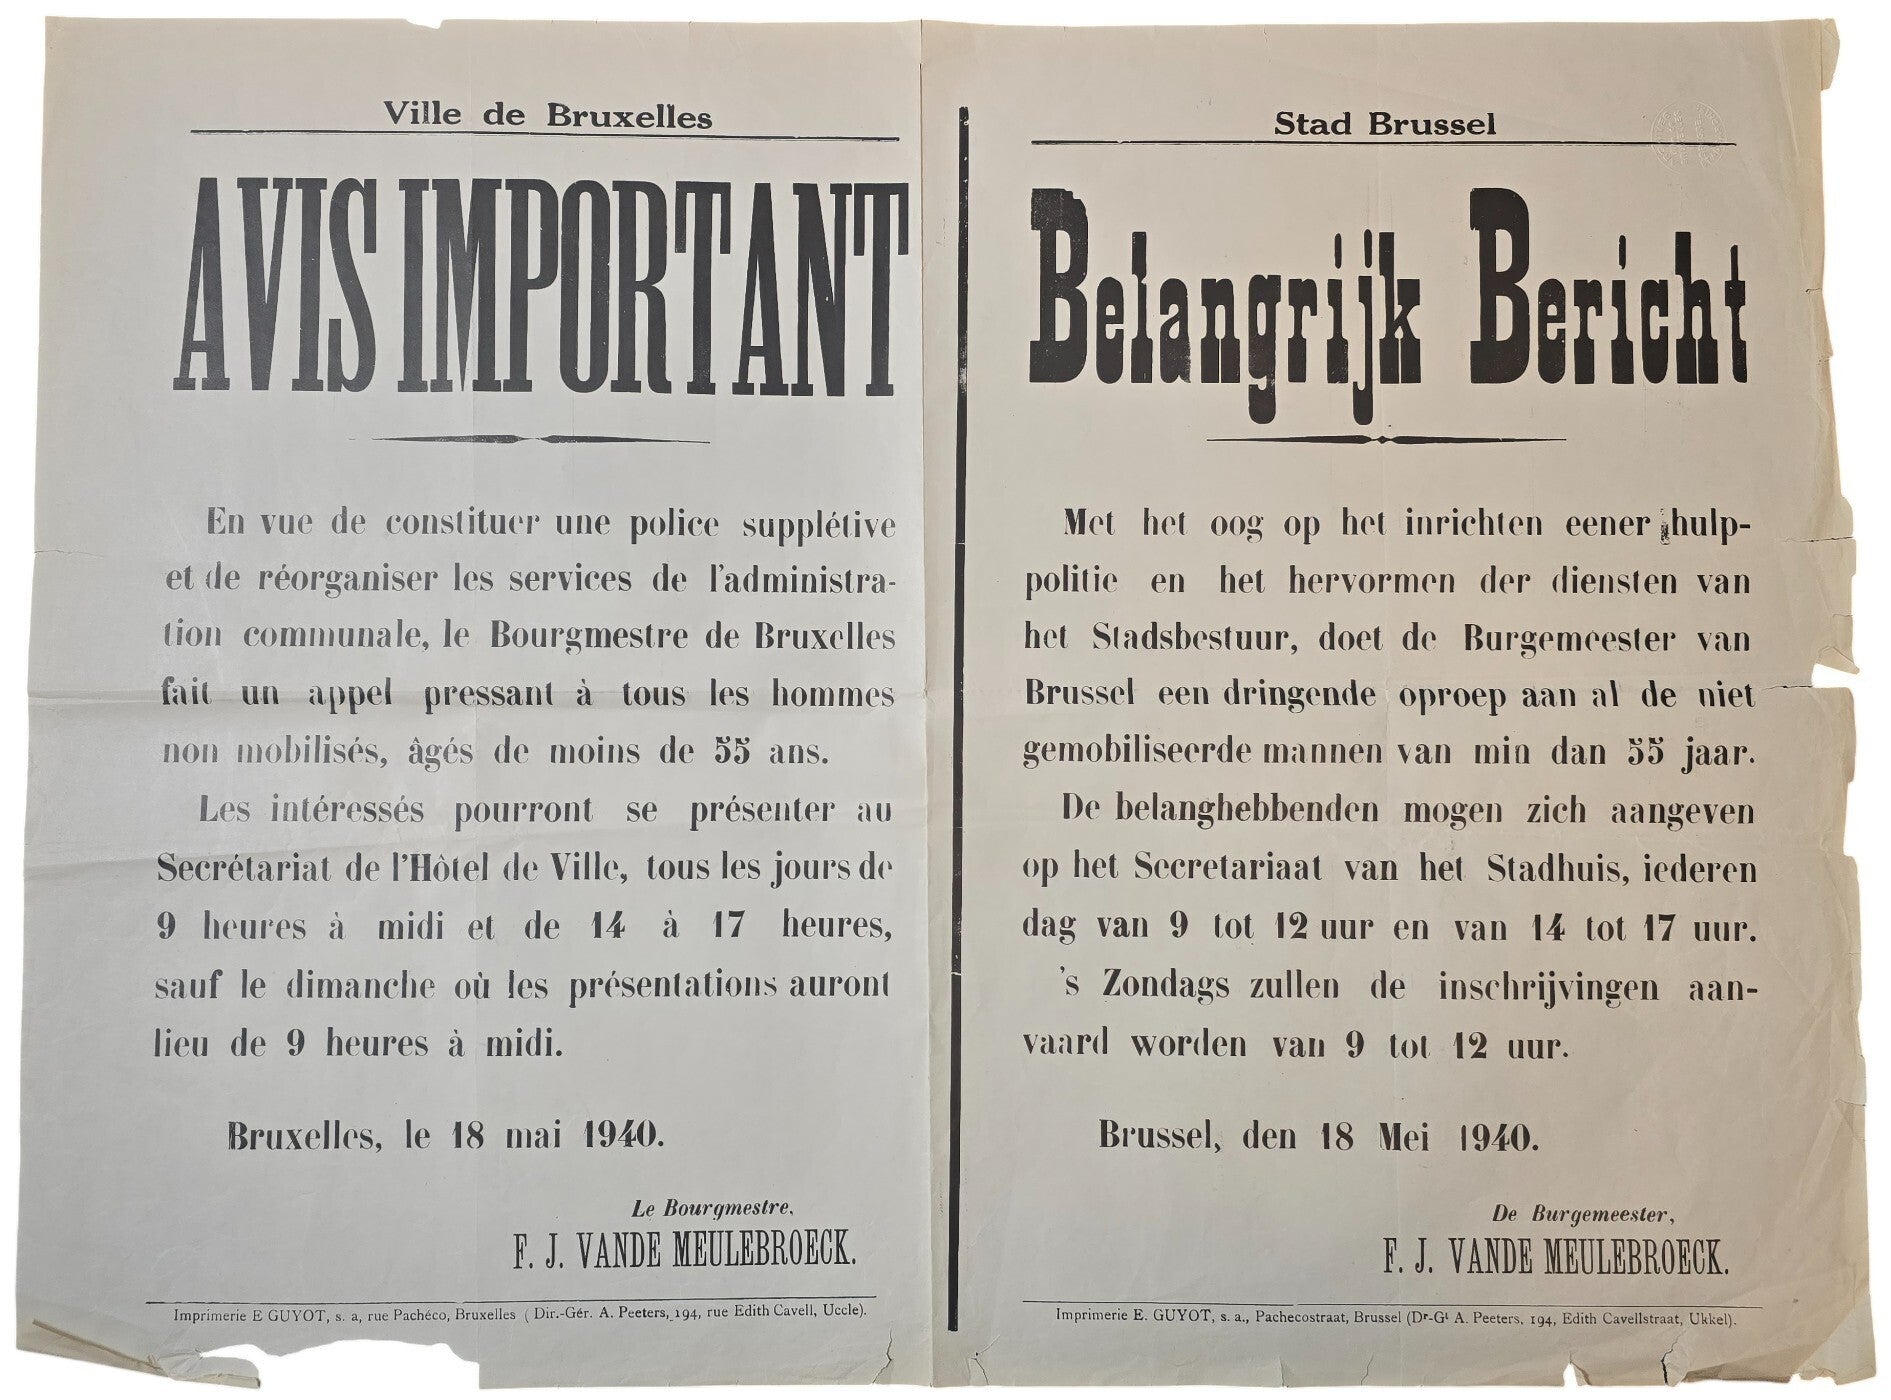 Ville de Bruxelles
AVIS IMPORTANT
En vue de constituer une police supplétive
et de réorganiser les services de l'administra-
tion communale, le Bourgmestre de Bruxelles
fait un appel pressant à tous les hommes
non mobilisés, âgés de moins de 55 ans.
Les intéressés pourront se présenter au
Secrétariat de l'Hôtel de Ville, tous les jours de
9 heures à midi et de 14 à 17 heures,
sauf le dimanche où les présentations auront
lieu de 9 heures à midi.
Bruxelles, le 18 mai 1940.
Le Bourgmestre,
F. J. VANDE MEULEBROECK.
Imprimerie E GUYOT, s. a, rue Pachéco, Bruxelles ( Dir.-Gér. A. Peeters, 194, rue Edith Cavell, Uccle).
Stad Brussel
Belangrijk Bericht
Met het oog op het inrichten eener hulp-
politie en het hervormen der diensten van
het Stadsbestuur, doet de Burgemeester van
Brussel een dringende oproep aan al de niet
gemobiliseerde mannen van min dan 55 jaar.
De belanghebbenden mogen zich aangeven
op het Secretariaat van het Stadhuis, iederen
dag van 9 tot 12 uur en van 14 tot 17 uur.
's Zondags zullen de inschrijvingen aan-
vaard worden van 9 tot 12 uur.
Brussel, den 18 Mei 1940.
De Burgemeester,
F. J. VANDE MEULEBROECK.
Imprimerie E. GUYOT, s. a., Pachecostraat, Brussel (Dr-Gt A. Peeters, 194, Edith Cavellstraat, Ukkel).